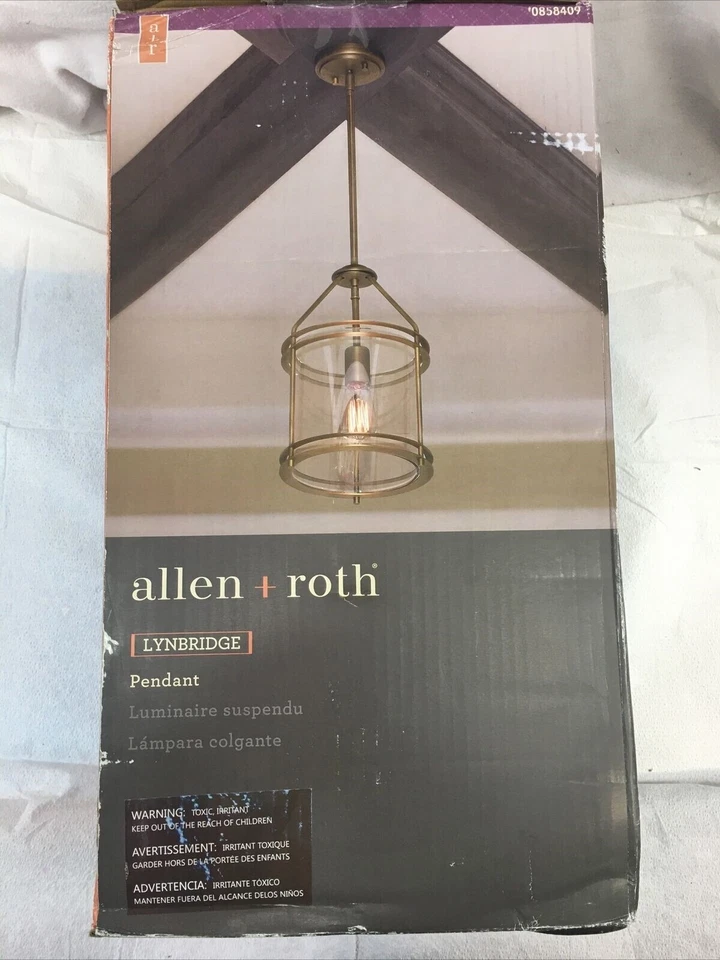 '0858409
a
+
r
allen + roth®
LYNBRIDGE
Pendant
Luminaire suspendu
Lámpara colgante
WARNING: TOXIC, IRRITANT
KEEP OUT OF THE REACH OF CHILDREN
AVERTISSEMENT: IRRITANT TOXIQUE
GARDER HORS DE LA PORTÉE DES ENFANTS
ADVERTENCIA: IRRITANTE TÓXICO
MANTENER FUERA DEL ALCANCE DELOS NIÑOS